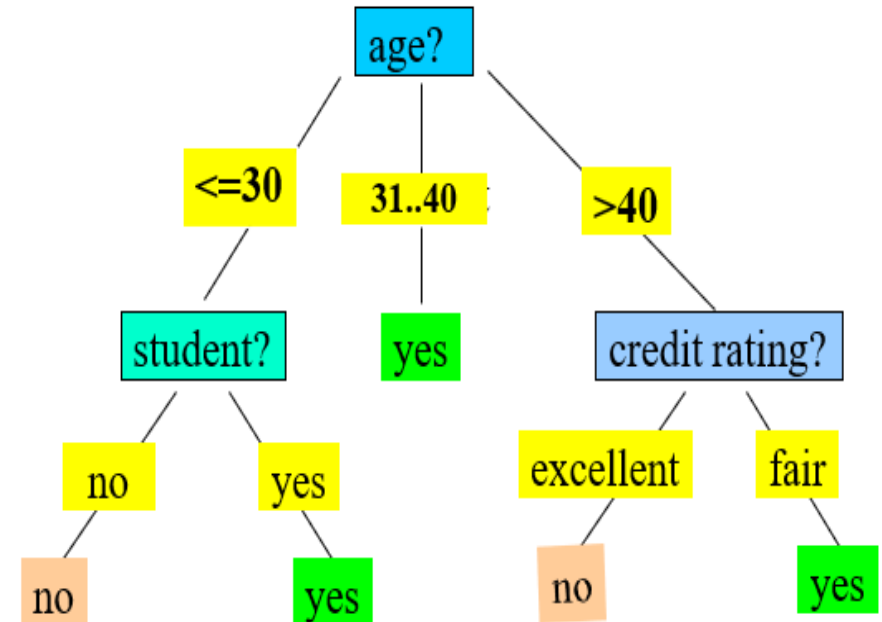 age?
<=30
31..40
>40
student?
yes
credit rating?
no
yes
excellent
fair
no
yes
no
yes